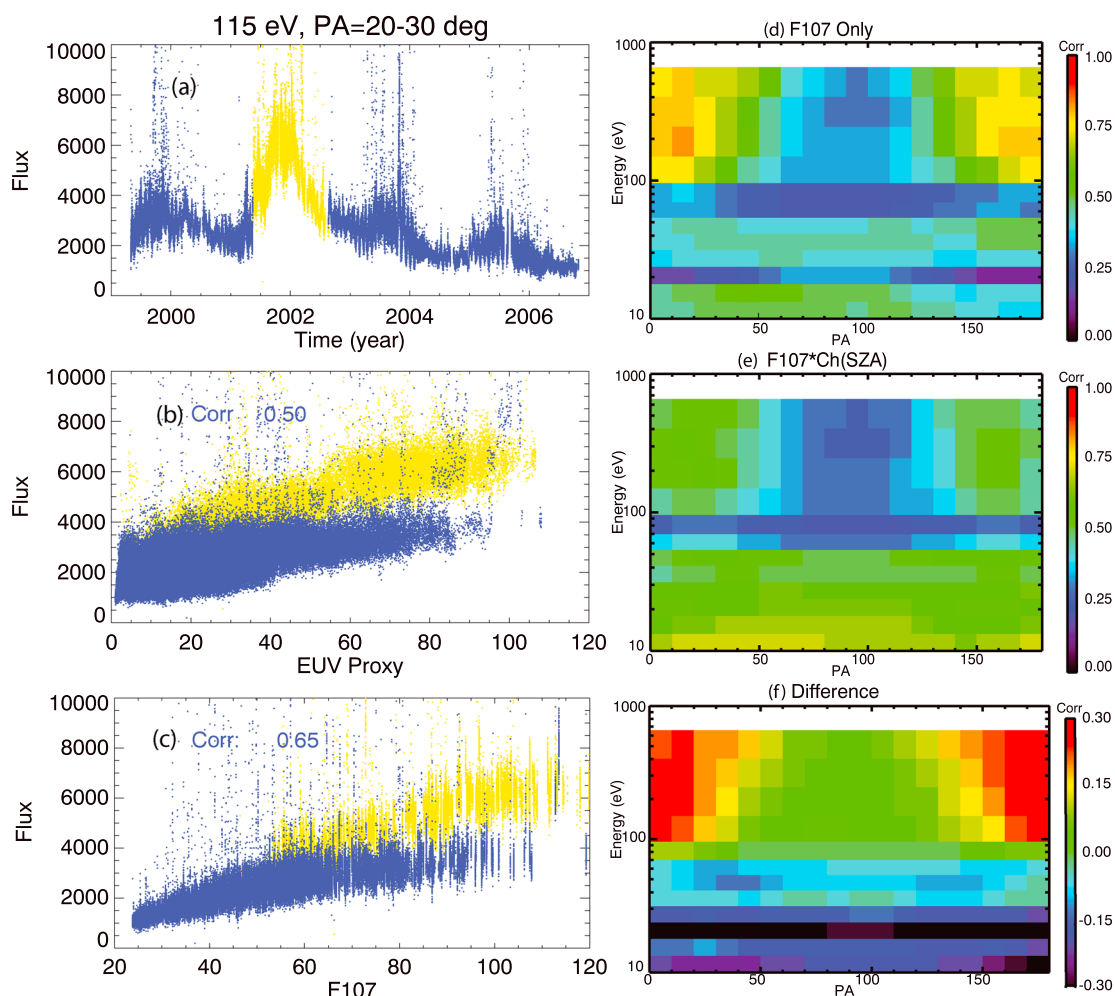 115 eV, PA=20-30 deg
(a)
Flux
10000
8000
6000
4000
2000
0
2000 2002 2004 2006
Time (year)
(b) Corr 0.50
Flux
10000
8000
6000
4000
2000
0
0 20 40 60 80 100 120
EUV Proxy
(c) Corr 0.65
Flux
10000
8000
6000
4000
2000
0
20 40 60 80 100 120
F107
(d) F107 Only
Energy (eV)
1000
100
10
0 50 100 150
PA
Corr
1.00
0.75
0.50
0.25
0.00
(e) F107*Ch(SZA)
Energy (eV)
1000
100
10
0 50 100 150
PA
Corr
1.00
0.75
0.50
0.25
0.00
(f) Difference
Energy (eV)
1000
100
10
0 50 100 150
PA
Corr
0.30
0.15
0.00
-0.15
-0.30